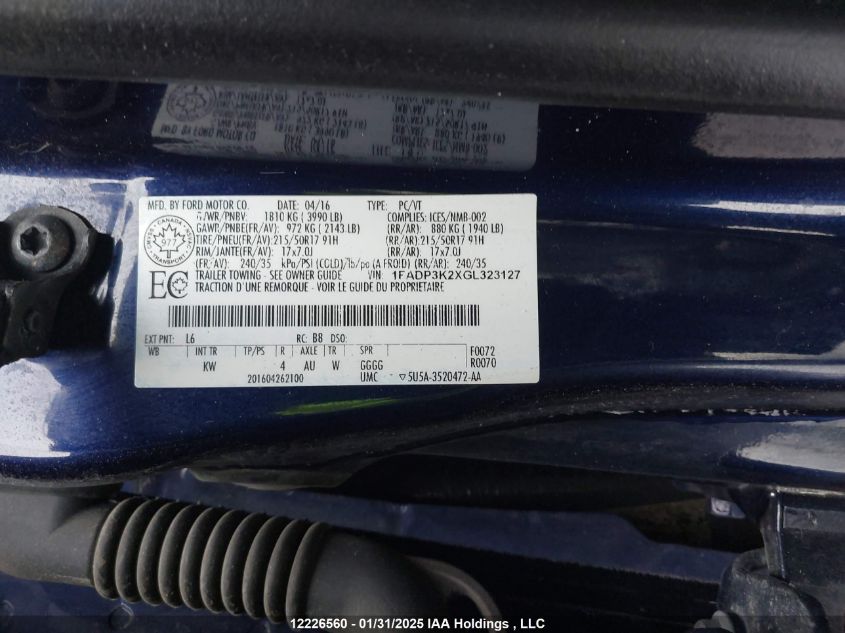 MFD. BY FORD MOTOR CO. DATE: 04/16 TYPE: PC/VT
G/WR/PNBV: 1810 KG ( 3990 LB) COMPLIES: ICES/NMB-002
GAWR/PNBE(FR/AV): 972 KG ( 2143 LB) (RR/AR): 880 KG ( 1940 LB)
TIRE/PNEU(FR/AV):215/50R17 91H (RR/AR):215/50R17 91H
RIM/JANTE(FR/AV): 17x7.0J (RR/AR): 17x7.0J
(FR/AV): 240/35 kPa/PSI (COLD)/lb/po (A FROID) (RR/AR): 240/35
TRAILER TOWING - SEE OWNER GUIDE VIN: 1FADP3K2XGL323127
TRACTION D'UNE REMORQUE - VOIR LE GUIDE DU PROPRIETAIRE
CANADA
977
TRANSPORT
EC
EXT PNT: L6 RC: B8 DSO:
WB INT TR TP/PS R AXLE TR SPR F0072
KW 4 AU W GGGG R0070
201604262100 UMC ▽5U5A-3520472-AA
12226560 - 01/31/2025 IAA Holdings , LLC